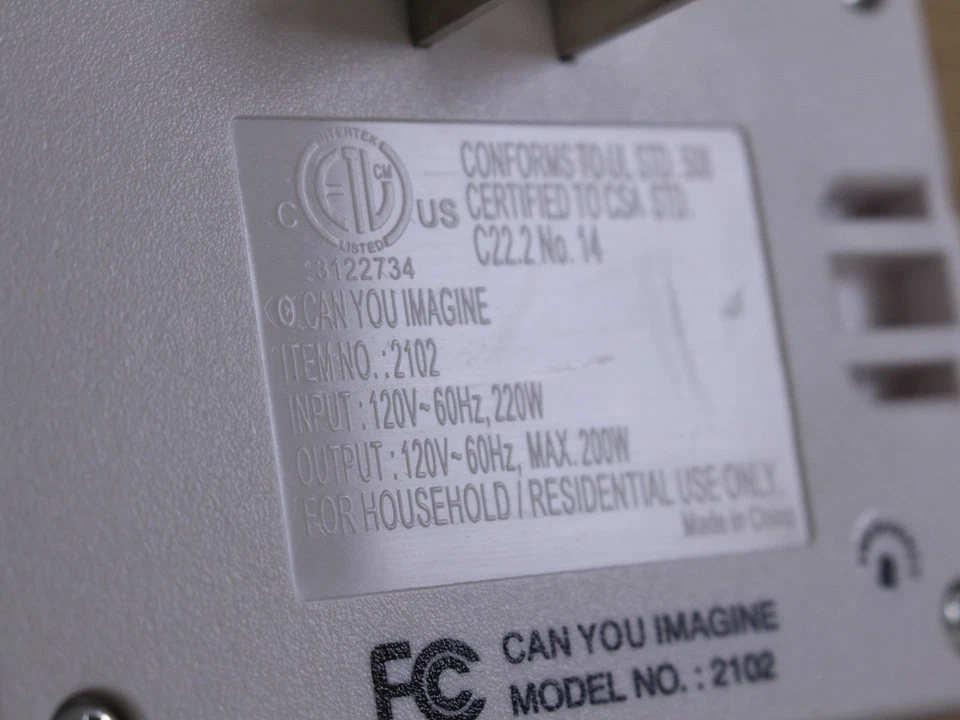 INTERTEK
ETL CM
C US
LISTED
3122734
CONFORMS TO UL STD. 508
CERTIFIED TO CSA STD.
C22.2 No. 14
CAN YOU IMAGINE
ITEM NO. : 2102
INPUT : 120V~60Hz, 220W
OUTPUT : 120V~60Hz, MAX. 200W
FOR HOUSEHOLD / RESIDENTIAL USE ONLY.
Made in China
FC CAN YOU IMAGINE
MODEL NO. : 2102